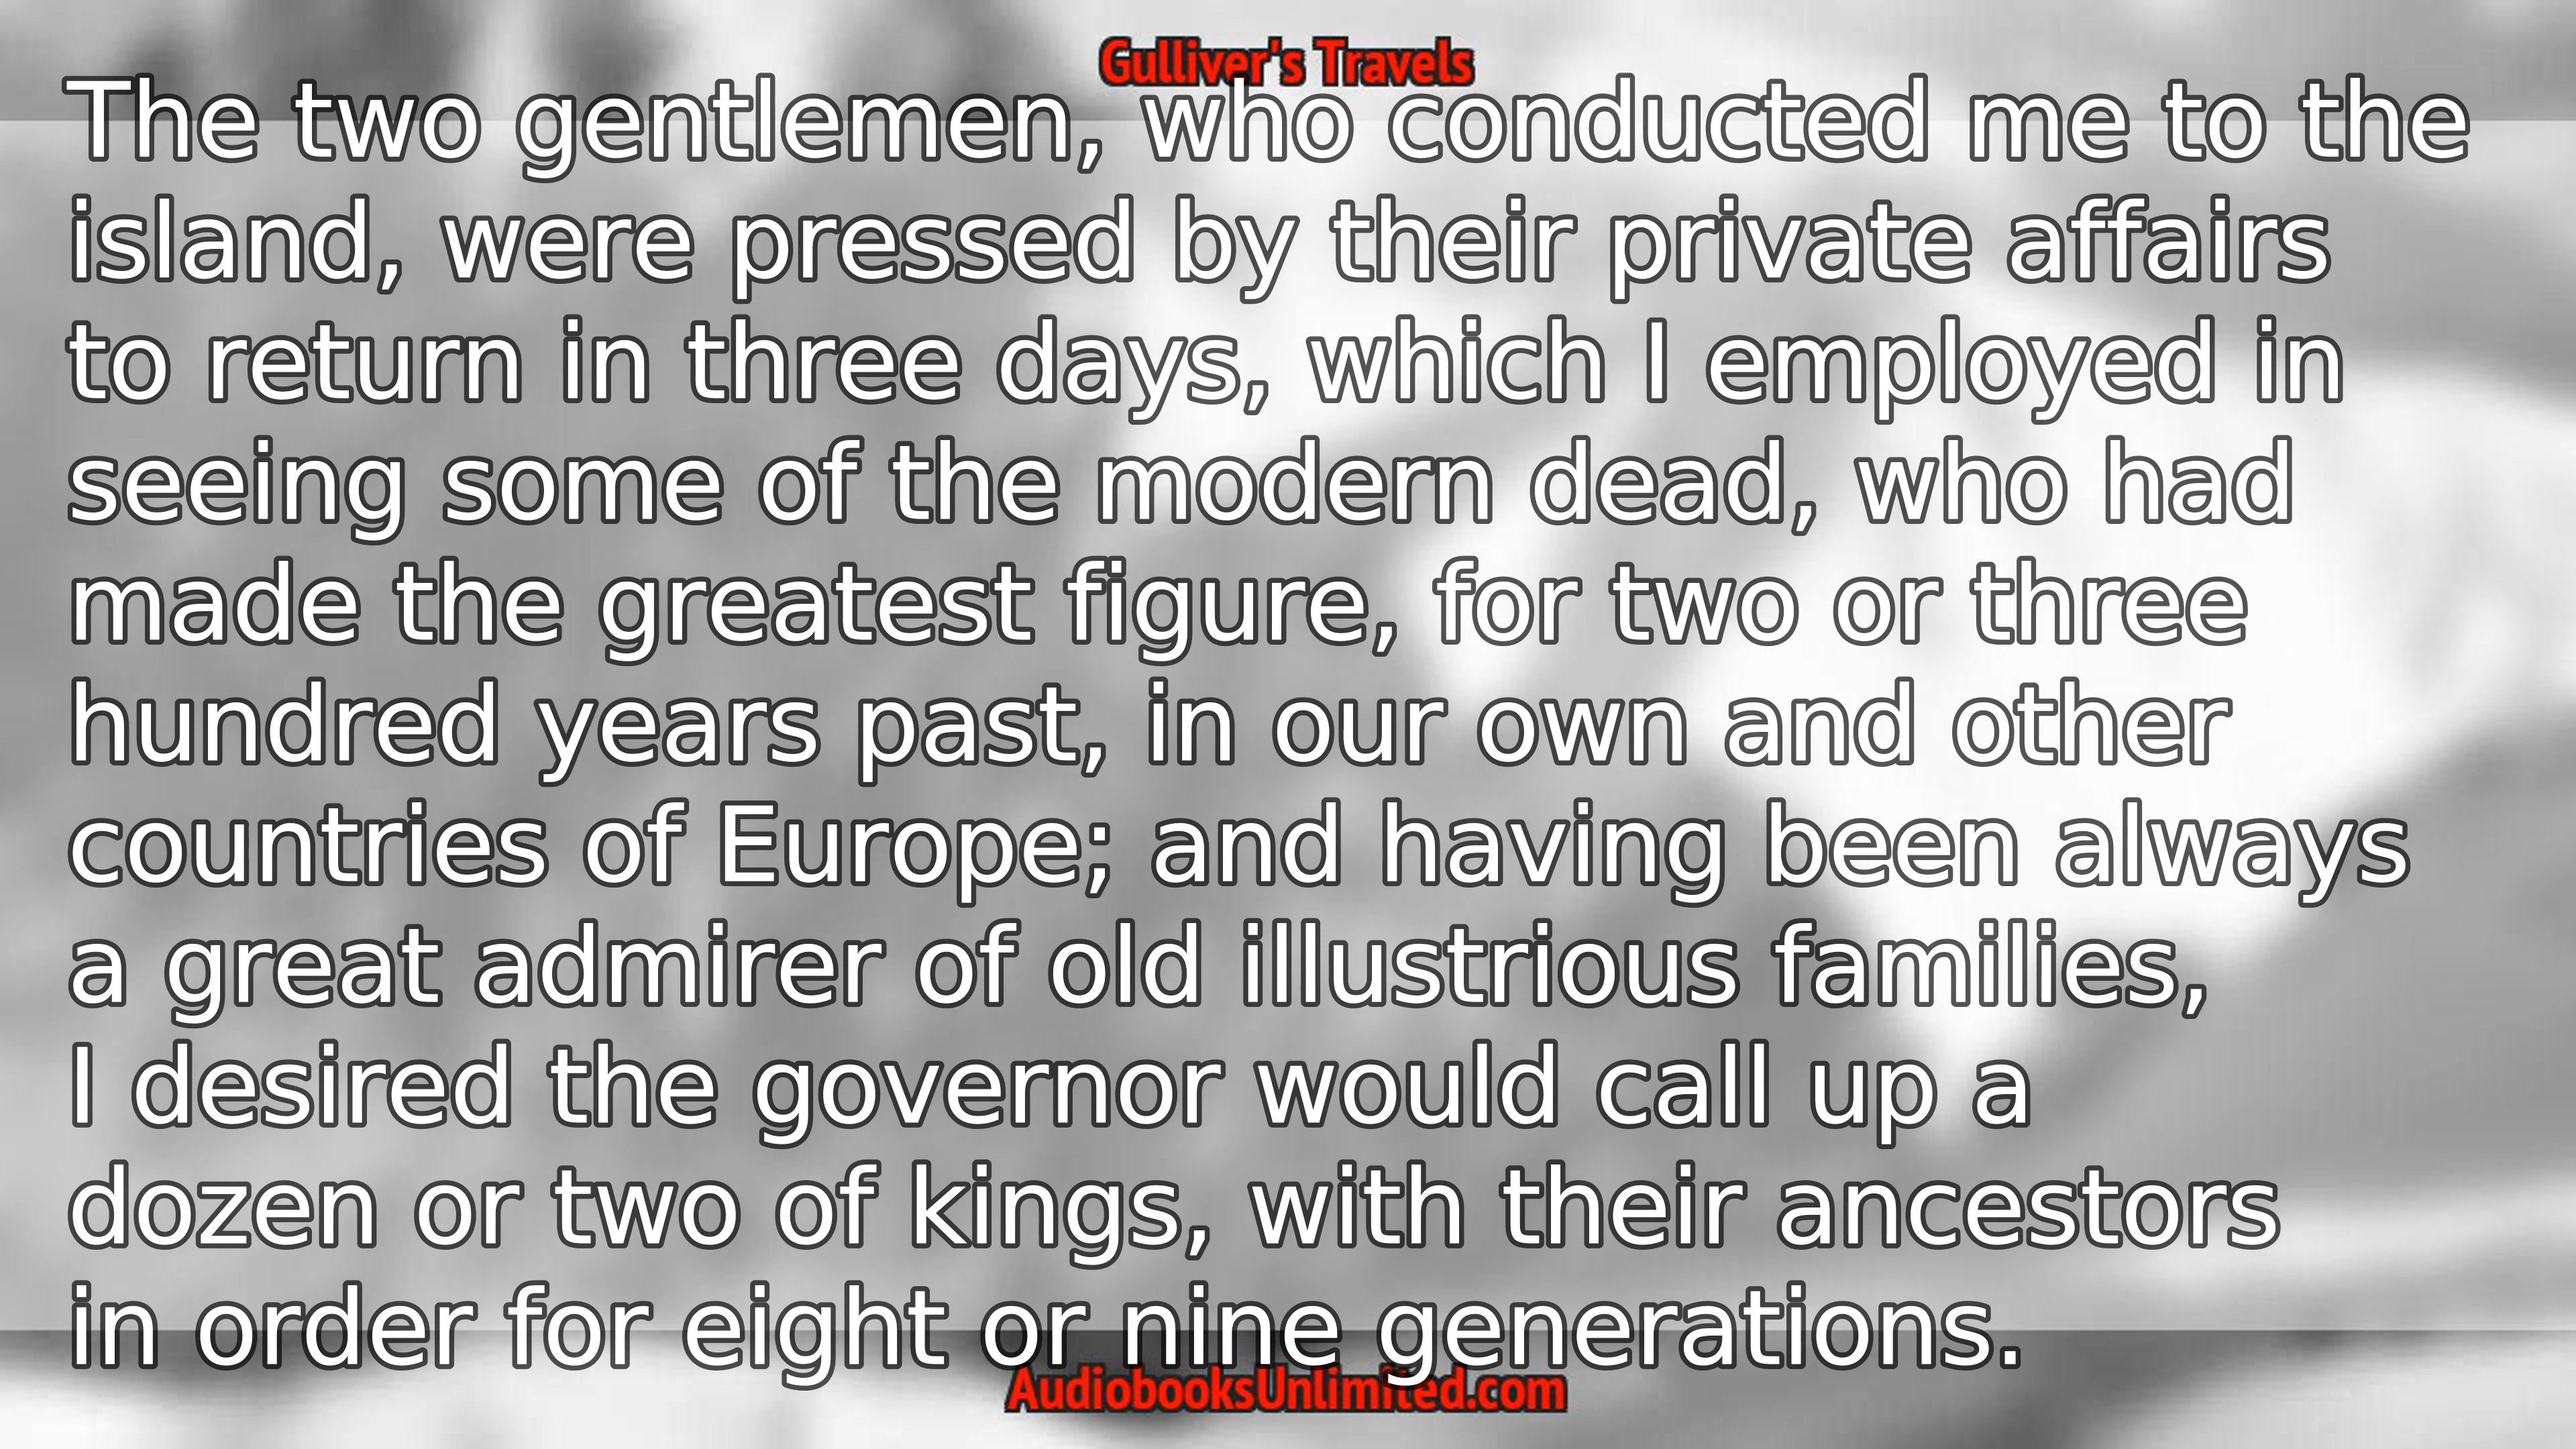 Gulliver's Travels
The two gentlemen, who conducted me to the
island, were pressed by their private affairs
to return in three days, which I employed in
seeing some of the modern dead, who had
made the greatest figure, for two or three
hundred years past, in our own and other
countries of Europe; and having been always
a great admirer of old illustrious families,
I desired the governor would call up a
dozen or two of kings, with their ancestors
in order for eight or nine generations.
AudiobooksUnlimited.com